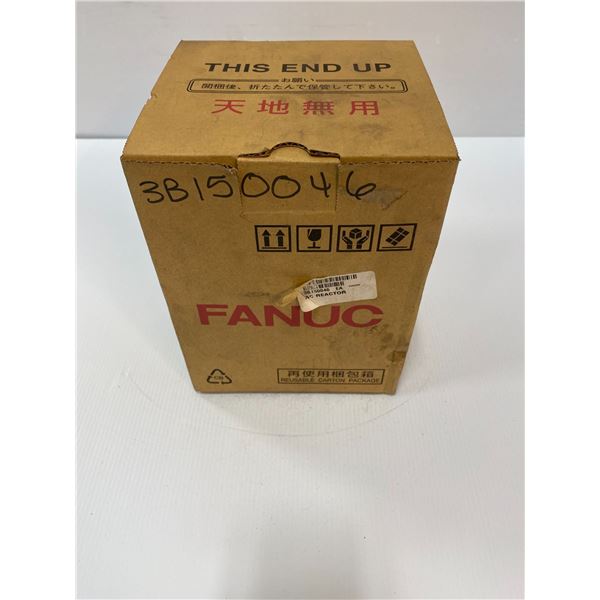 THIS END UP
お願い
開梱後、折たたんで保管して下さい。
天地無用
3B150046
3B150046 EA
AC REACTOR
FANUC
再使用梱包箱
REUSABLE CARTON PACKAGE